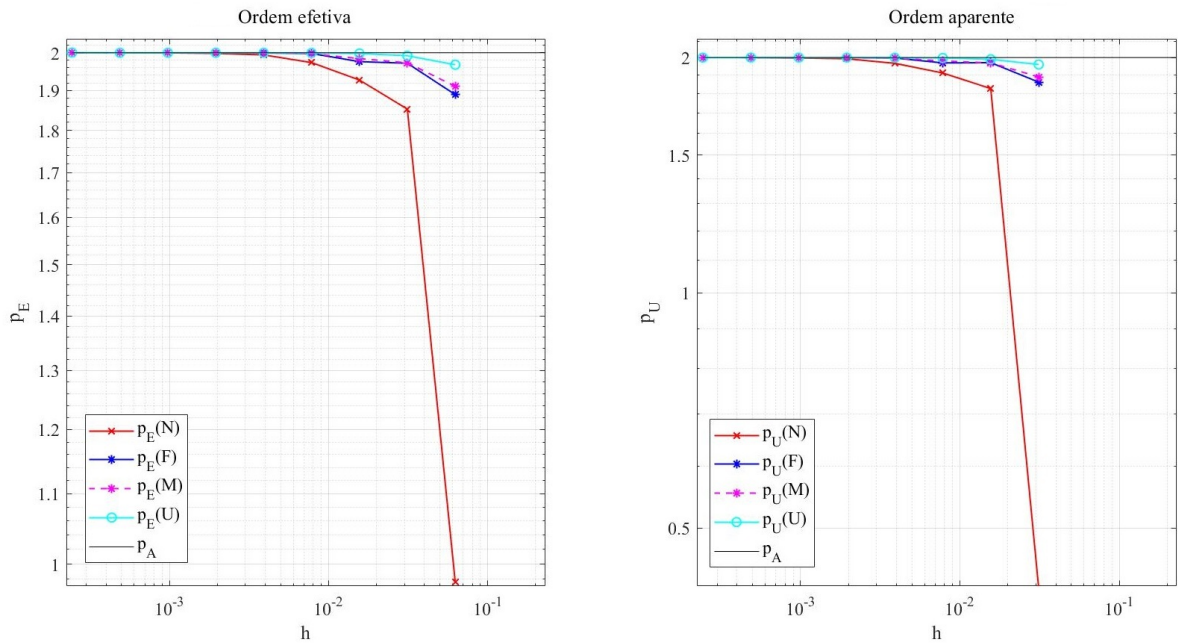 Ordem efetiva
2
1.9
1.8
1.7
1.6
1.5
1.4
1.3
1.2
1.1
1
p_E
p_E(N)
p_E(F)
p_E(M)
p_E(U)
p_A
10^-3
10^-2
10^-1
h
Ordem aparente
2
1.5
1
0.5
p_U
p_U(N)
p_U(F)
p_U(M)
p_U(U)
p_A
10^-3
10^-2
10^-1
h